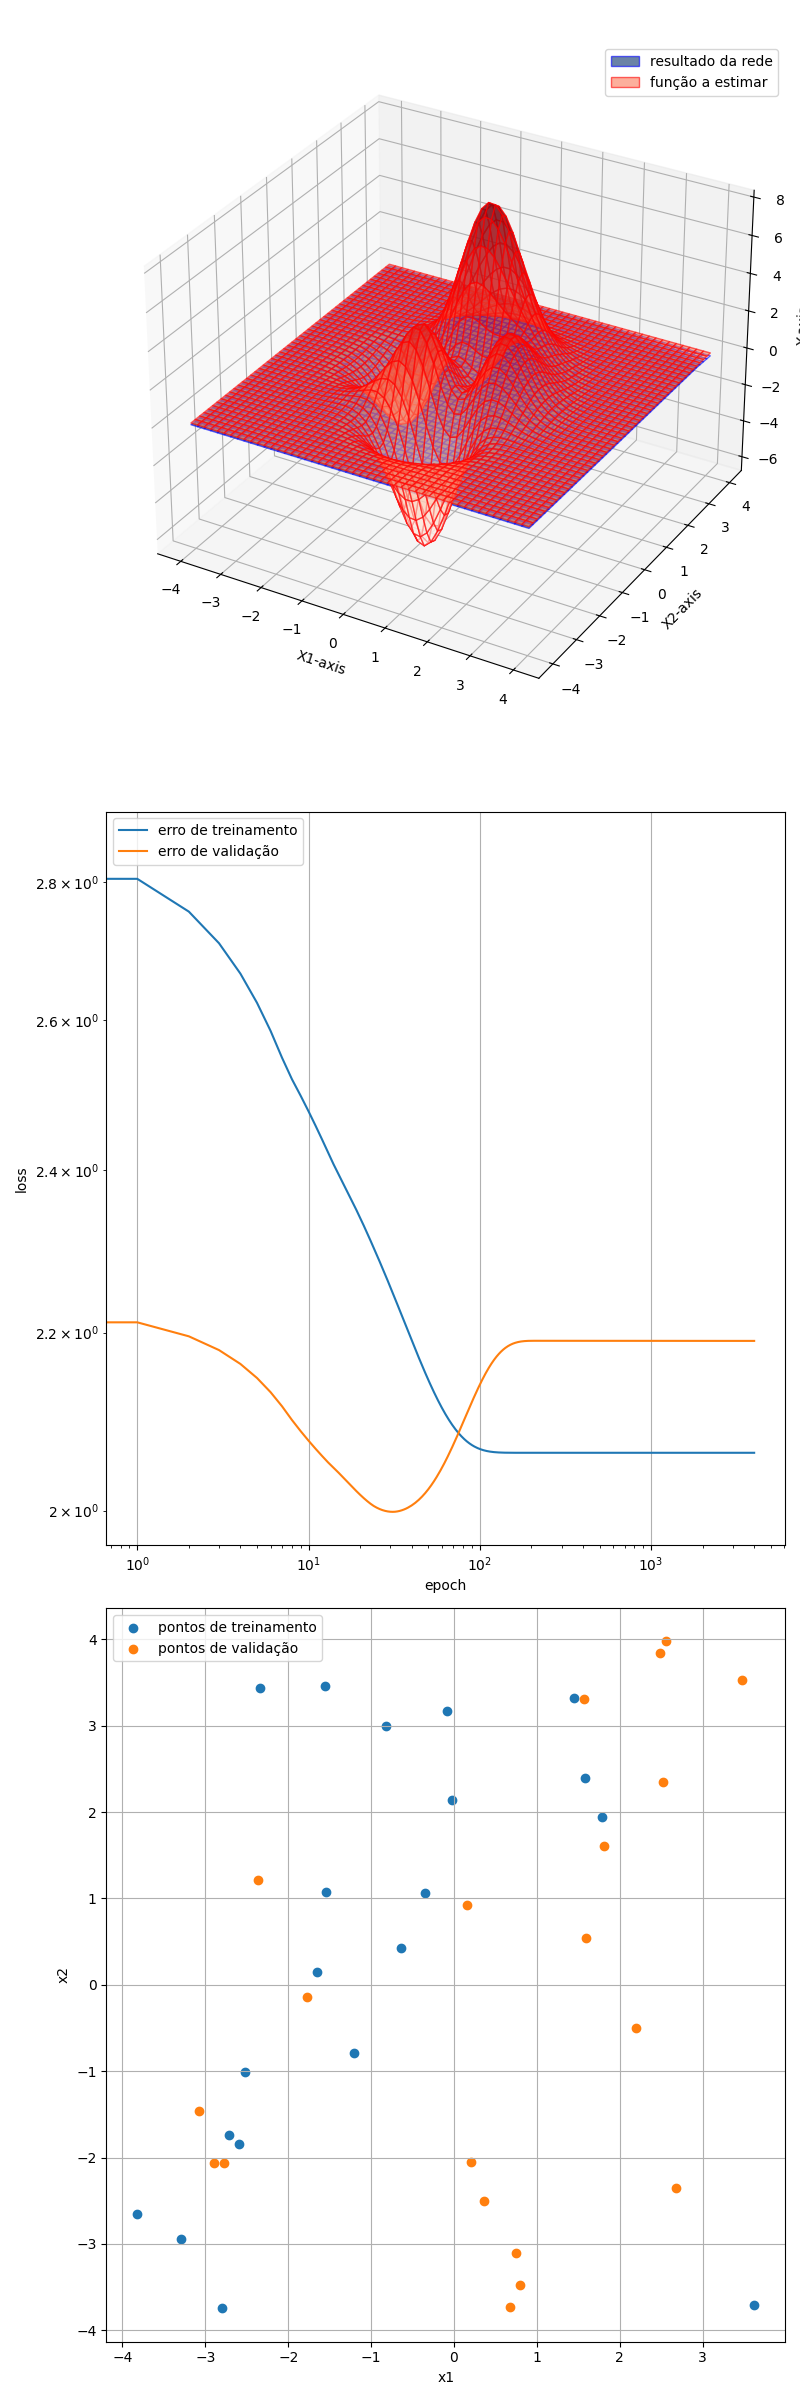 resultado da rede
função a estimar
8
6
4
2
0
−2
−4
−6
−4
−3
−2
−1
0
1
2
3
4
X1-axis
4
3
2
1
0
−1
−2
−3
−4
X2-axis
erro de treinamento
erro de validação
2.8 × 10⁰
2.6 × 10⁰
2.4 × 10⁰
2.2 × 10⁰
2 × 10⁰
loss
10⁰ 10¹ 10² 10³
epoch
pontos de treinamento
pontos de validação
4
3
2
1
0
−1
−2
−3
−4
x2
−4 −3 −2 −1 0 1 2 3
x1